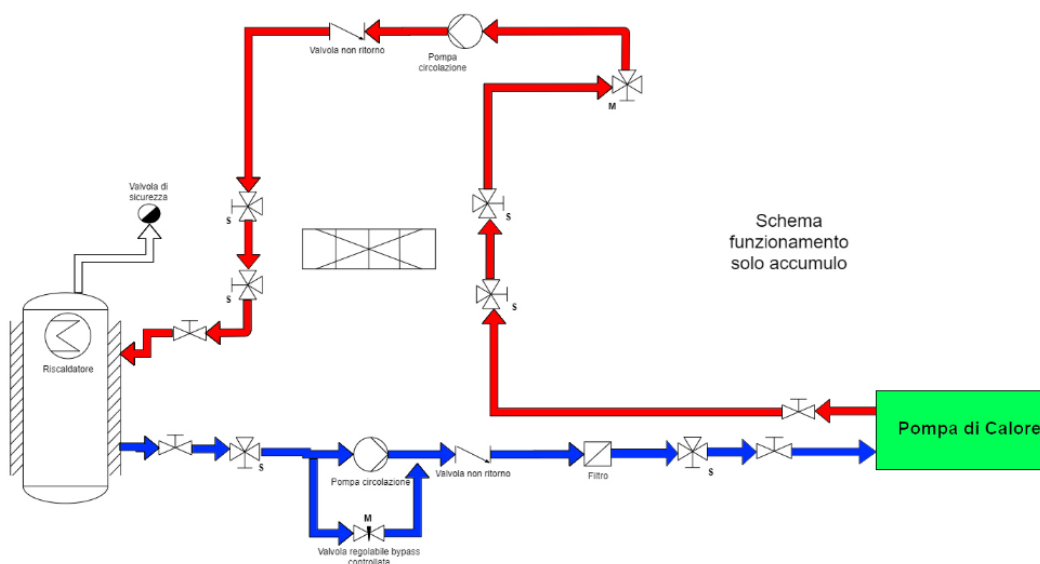 Valvola non ritorno
Pompa
circolazione
M
Valvola di
sicurezza
S
S
Schema
funzionamento
solo accumulo
S
S
Riscaldatore
Pompa di Calore
S
Pompa circolazione
Valvola non ritorno
Filtro
S
M
Valvola regolabile bypass
controllata